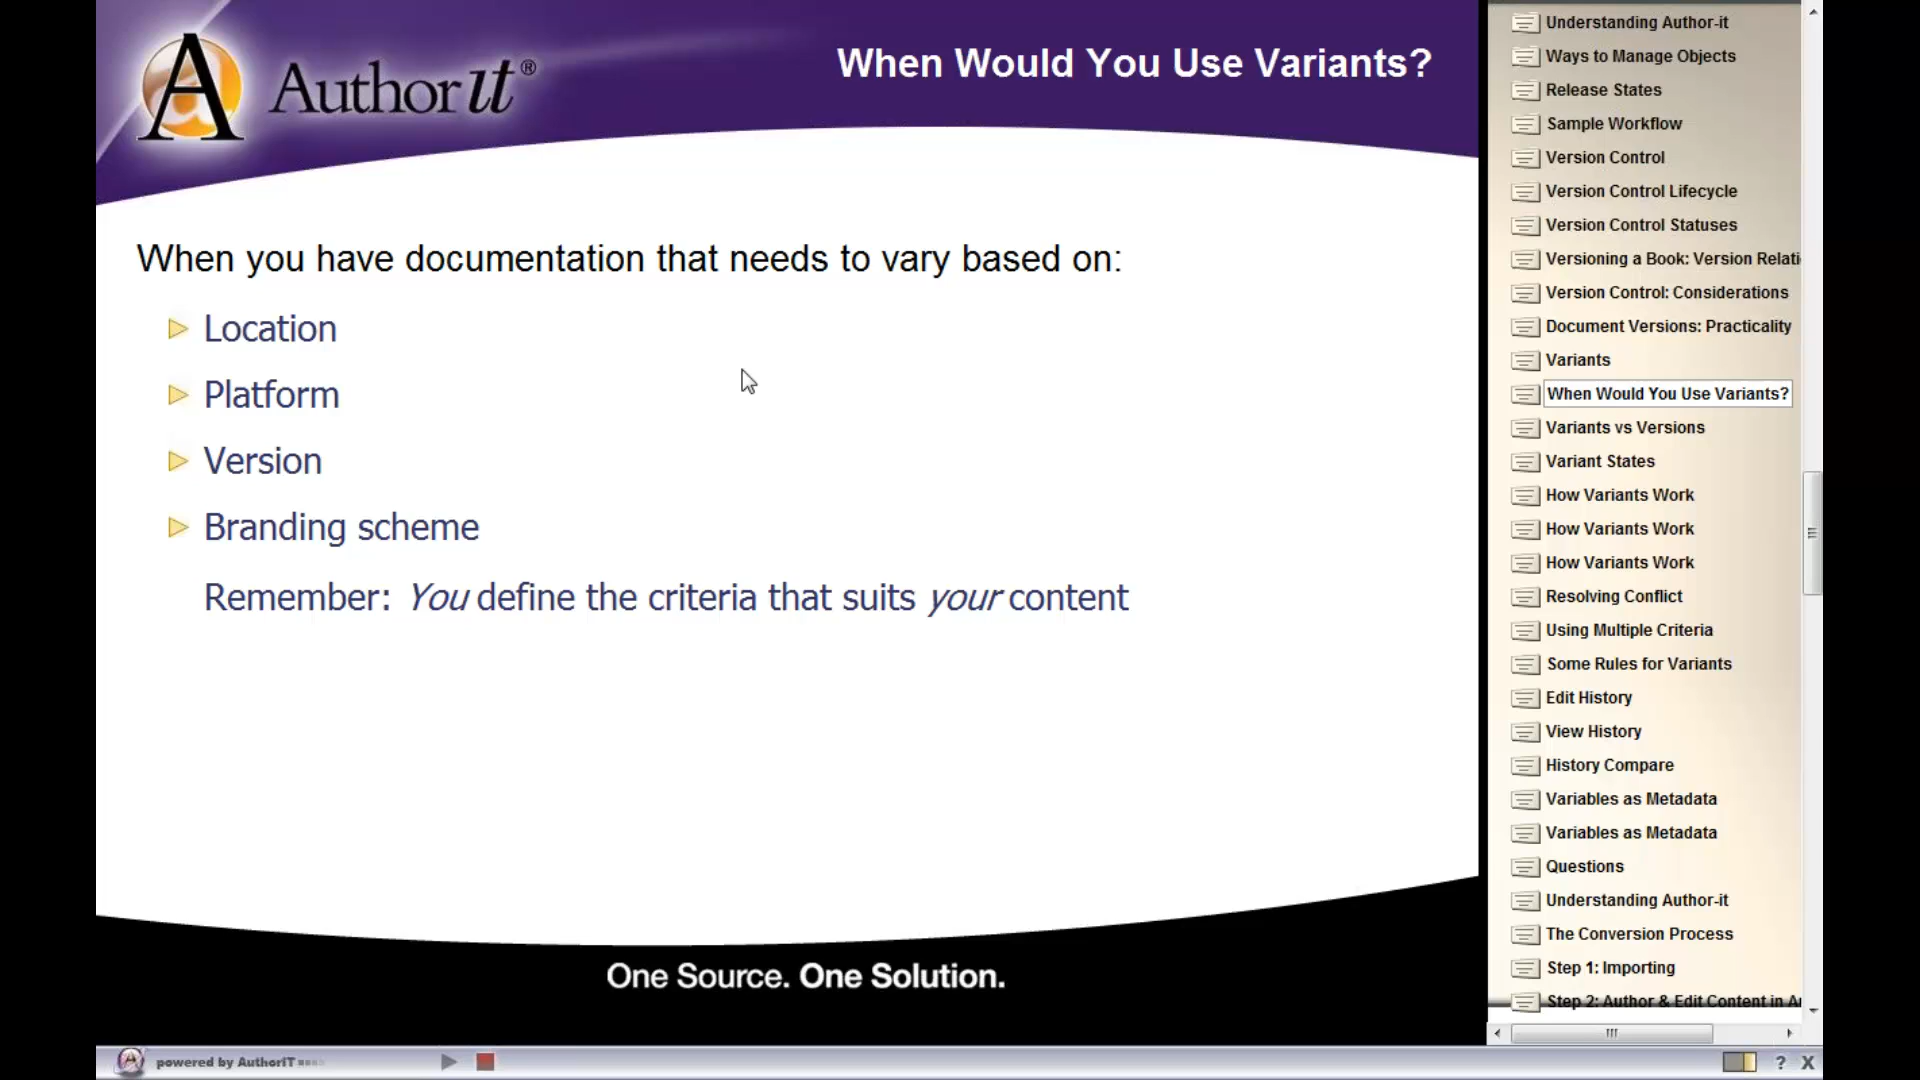 Authorit®
When Would You Use Variants?
When you have documentation that needs to vary based on:
Location
Platform
Version
Branding scheme
Remember: You define the criteria that suits your content
One Source. One Solution.
Understanding Author-it
Ways to Manage Objects
Release States
Sample Workflow
Version Control
Version Control Lifecycle
Version Control Statuses
Versioning a Book: Version Relati
Version Control: Considerations
Document Versions: Practicality
Variants
When Would You Use Variants?
Variants vs Versions
Variant States
How Variants Work
How Variants Work
How Variants Work
Resolving Conflict
Using Multiple Criteria
Some Rules for Variants
Edit History
View History
History Compare
Variables as Metadata
Variables as Metadata
Questions
Understanding Author-it
The Conversion Process
Step 1: Importing
Step 2: Author & Edit Content in A
powered by AuthorIT
? X